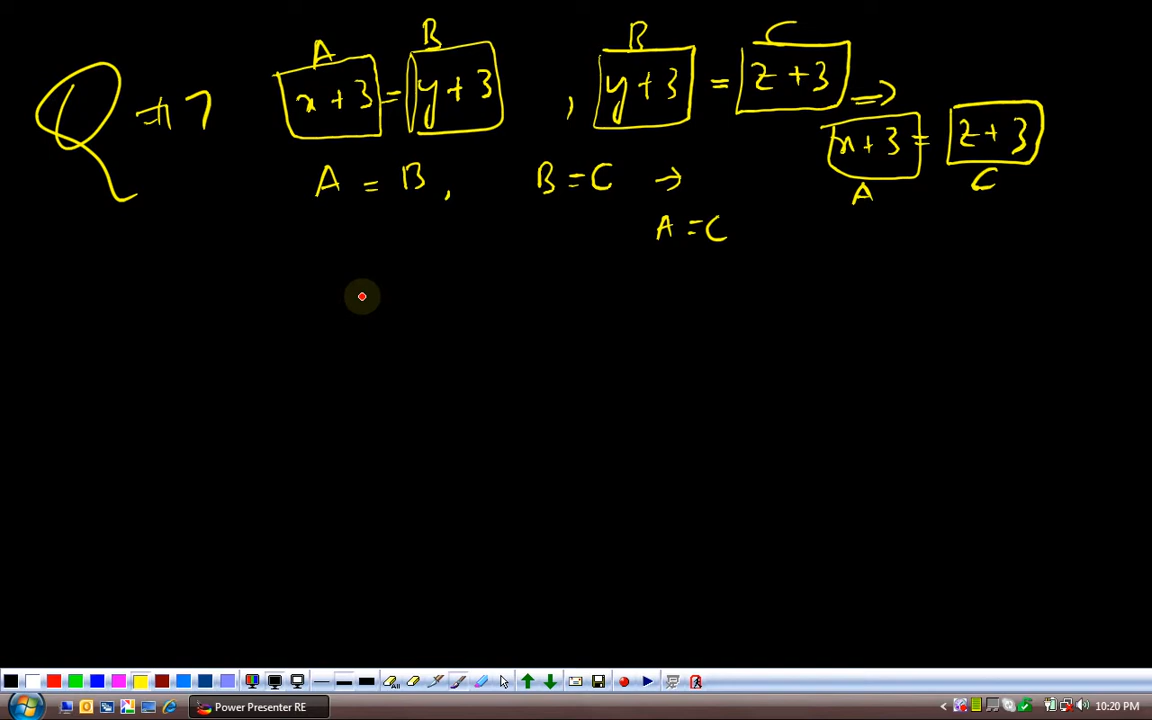 A B B C
Q #7 x + 3 = y + 3 , y + 3 = z + 3 ⇒
x + 3 = z + 3
A C
A = B , B = C →
A = C
Power Presenter RE
10:20 PM